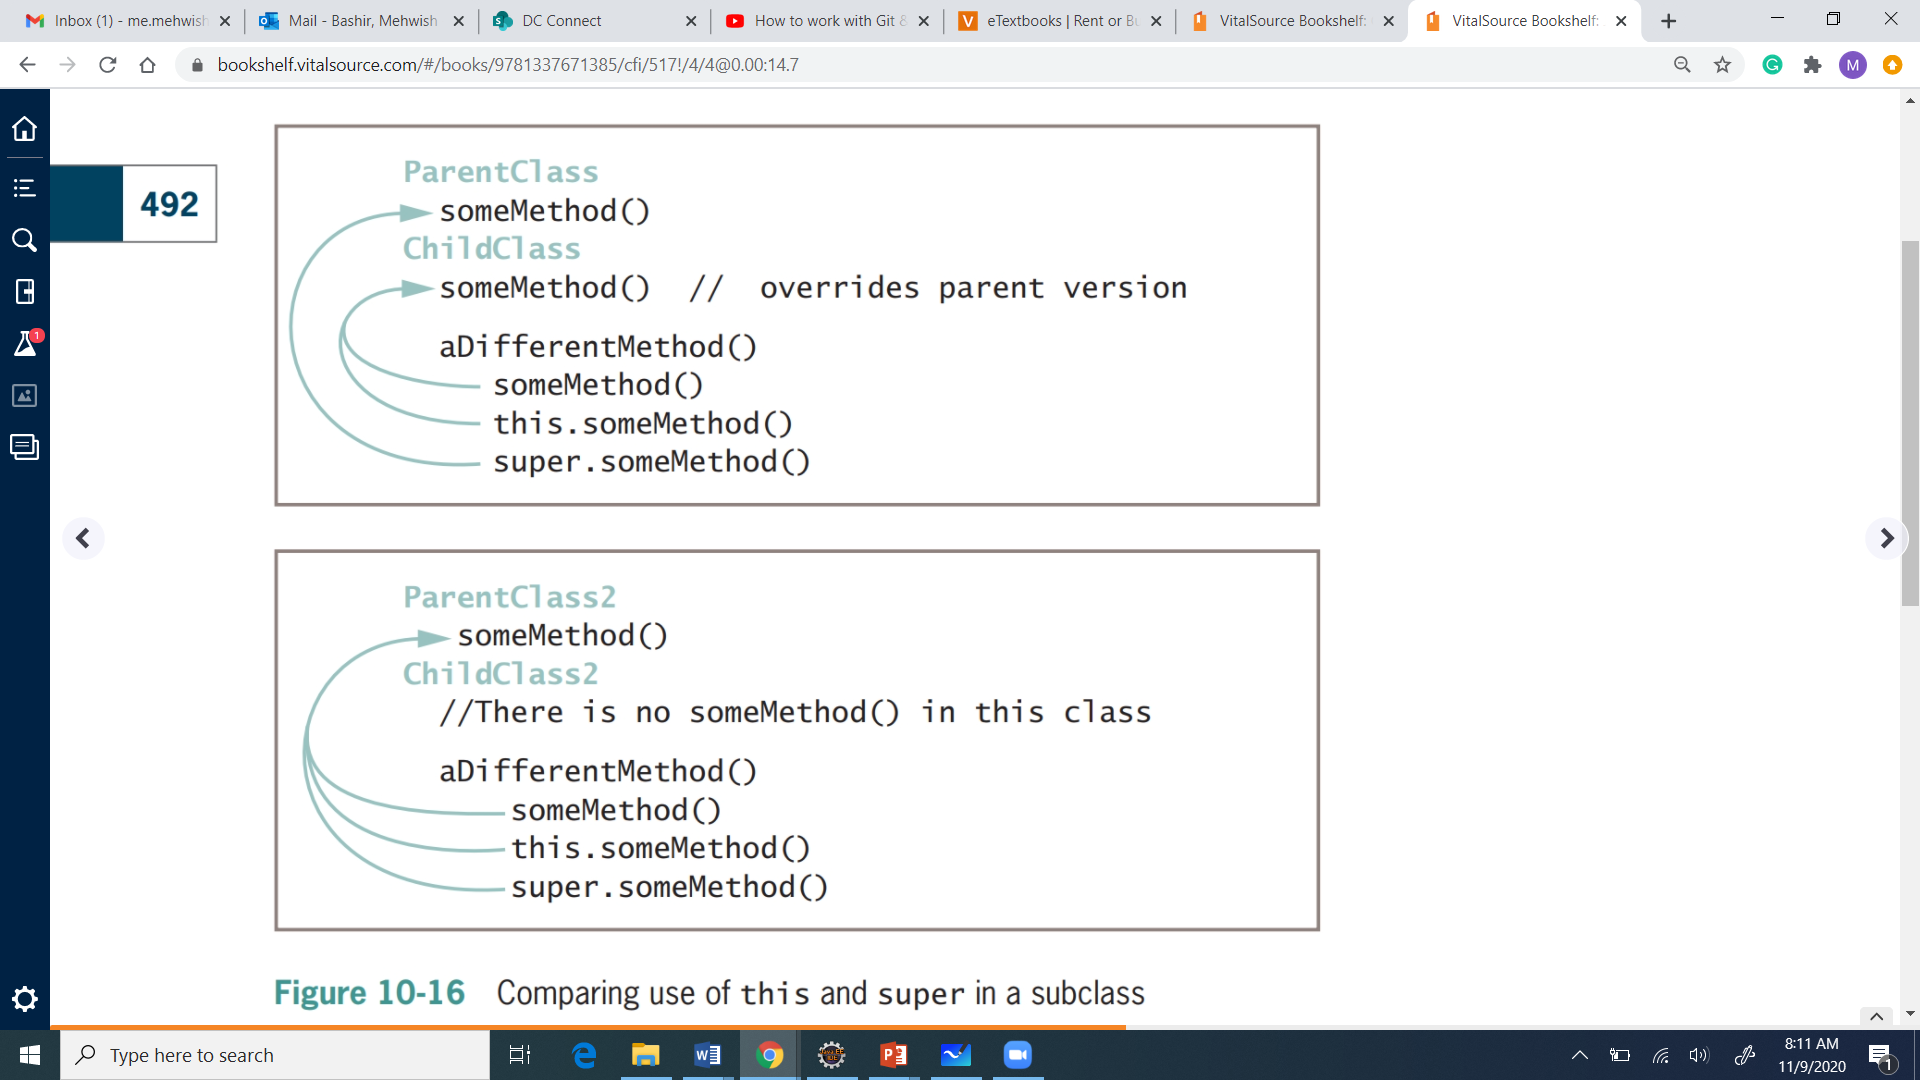 Inbox (1) - me.mehwish
Mail - Bashir, Mehwish
DC Connect
How to work with Git &
eTextbooks | Rent or Bu
VitalSource Bookshelf:
VitalSource Bookshelf:
bookshelf.vitalsource.com/#/books/9781337671385/cfi/517!/4/4@0.00:14.7
M
492
1
ParentClass
someMethod()
ChildClass
someMethod() // overrides parent version
aDifferentMethod()
someMethod()
this.someMethod()
super.someMethod()
ParentClass2
someMethod()
ChildClass2
//There is no someMethod() in this class
aDifferentMethod()
someMethod()
this.someMethod()
super.someMethod()
Figure 10-16 Comparing use of this and super in a subclass
Type here to search
8:11 AM
11/9/2020
1